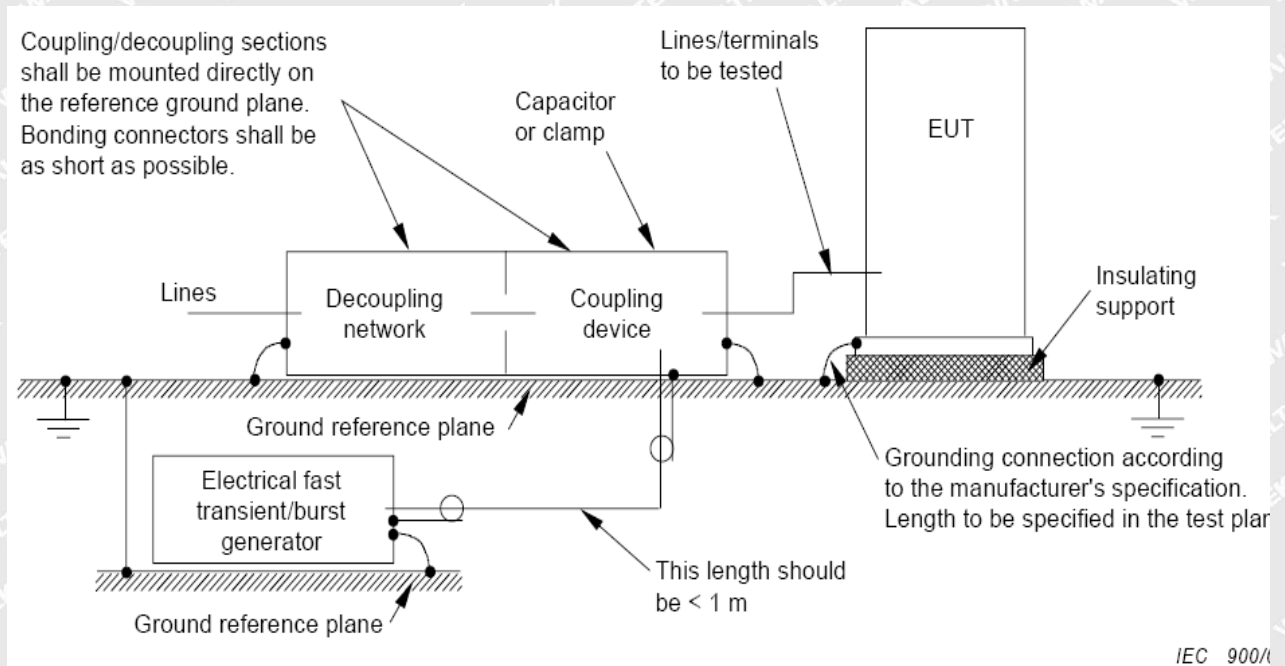 Coupling/decoupling sections
shall be mounted directly on
the reference ground plane.
Bonding connectors shall be
as short as possible.
Capacitor
or clamp
Lines/terminals
to be tested
EUT
Insulating
support
Lines
Decoupling
network
Coupling
device
Ground reference plane
Electrical fast
transient/burst
generator
Grounding connection according
to the manufacturer's specification.
Length to be specified in the test plan
This length should
be < 1 m
Ground reference plane
IEC 900/